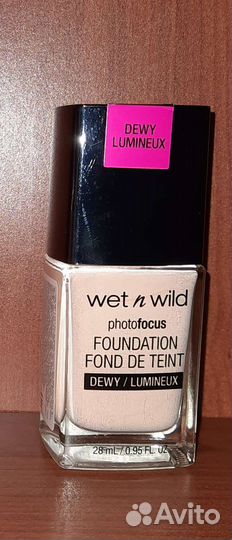 DEWY
LUMINEUX
wet n wild
photofocus
FOUNDATION
FOND DE TEINT
DEWY / LUMINEUX
28 mL / 0.95 FL. OZ
Avito